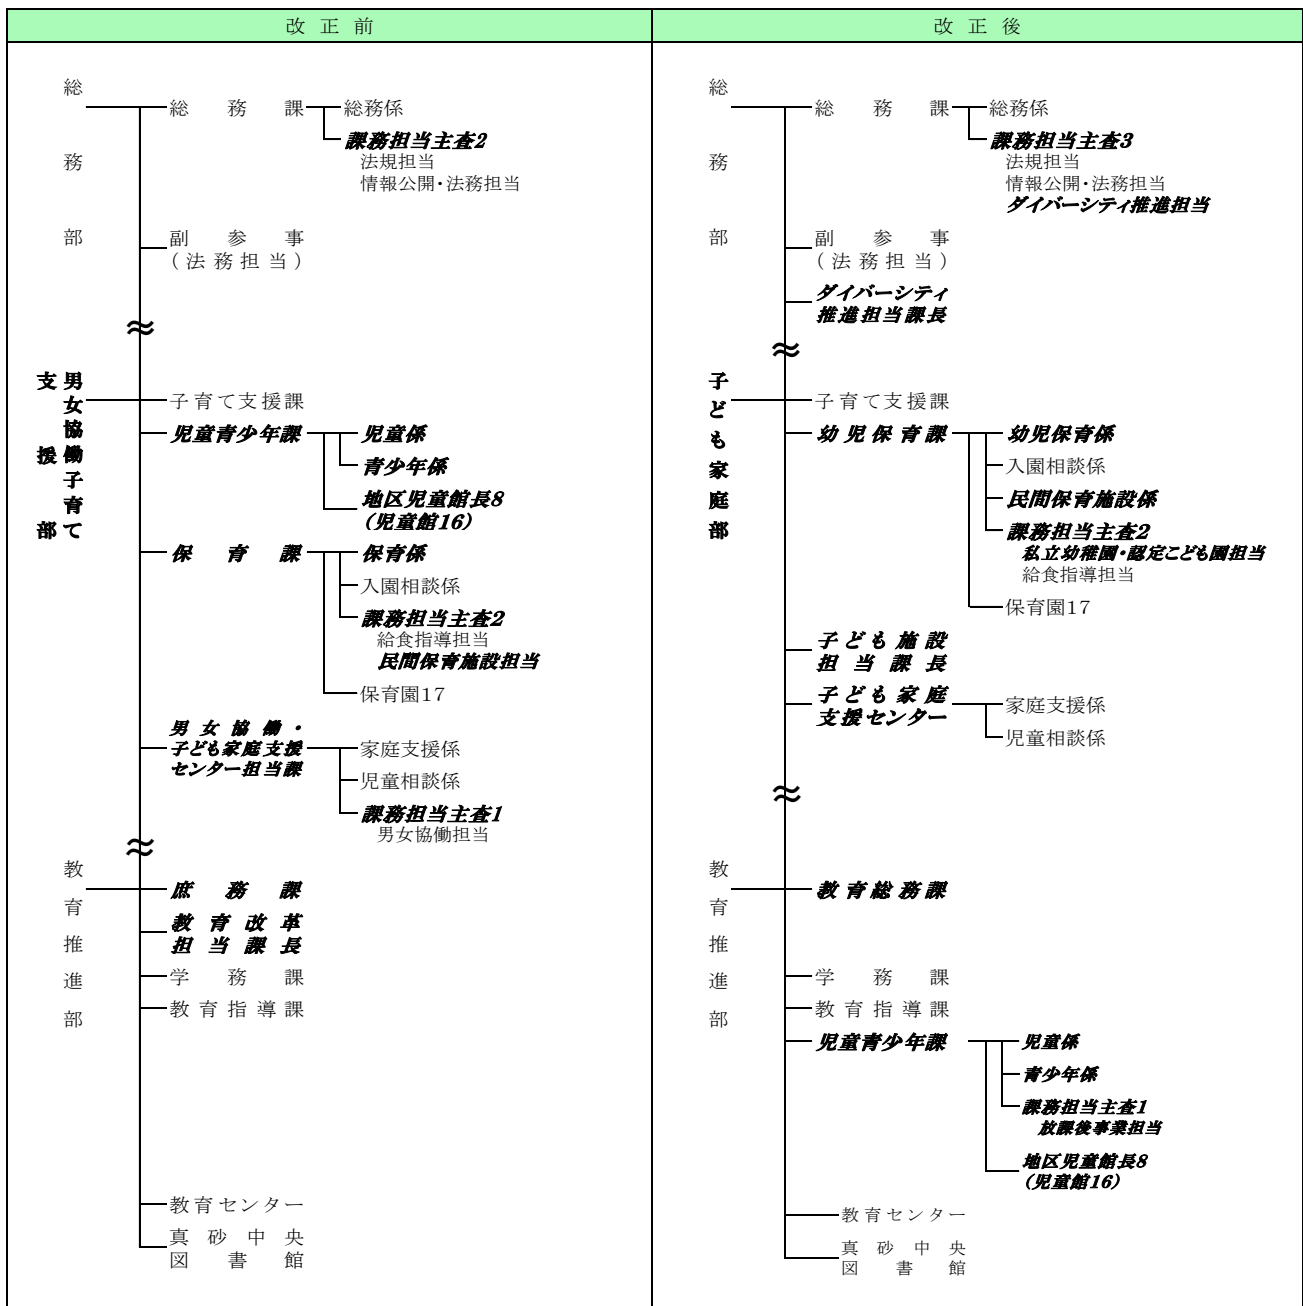 改正前
総務部
総務課
総務係
課務担当主査2
法規担当
情報公開・法務担当
副参事
(法務担当)
≈
男女協働子育て
支援部
子育て支援課
児童青少年課
児童係
青少年係
地区児童館長8
(児童館16)
保育課
保育係
入園相談係
課務担当主査2
給食指導担当
民間保育施設担当
保育園17
男女協働・
子ども家庭支援
センター担当課
家庭支援係
児童相談係
課務担当主査1
男女協働担当
≈
教育推進部
庶務課
教育改革
担当課長
学務課
教育指導課
教育センター
真砂中央
図書館
改正後
総務部
総務課
総務係
課務担当主査3
法規担当
情報公開・法務担当
ダイバーシティ推進担当
副参事
(法務担当)
ダイバーシティ
推進担当課長
≈
子ども家庭部
子育て支援課
幼児保育課
幼児保育係
入園相談係
民間保育施設係
課務担当主査2
私立幼稚園・認定こども園担当
給食指導担当
保育園17
子ども施設
担当課長
子ども家庭
支援センター
家庭支援係
児童相談係
≈
教育推進部
教育総務課
学務課
教育指導課
児童青少年課
児童係
青少年係
課務担当主査1
放課後事業担当
地区児童館長8
(児童館16)
教育センター
真砂中央
図書館